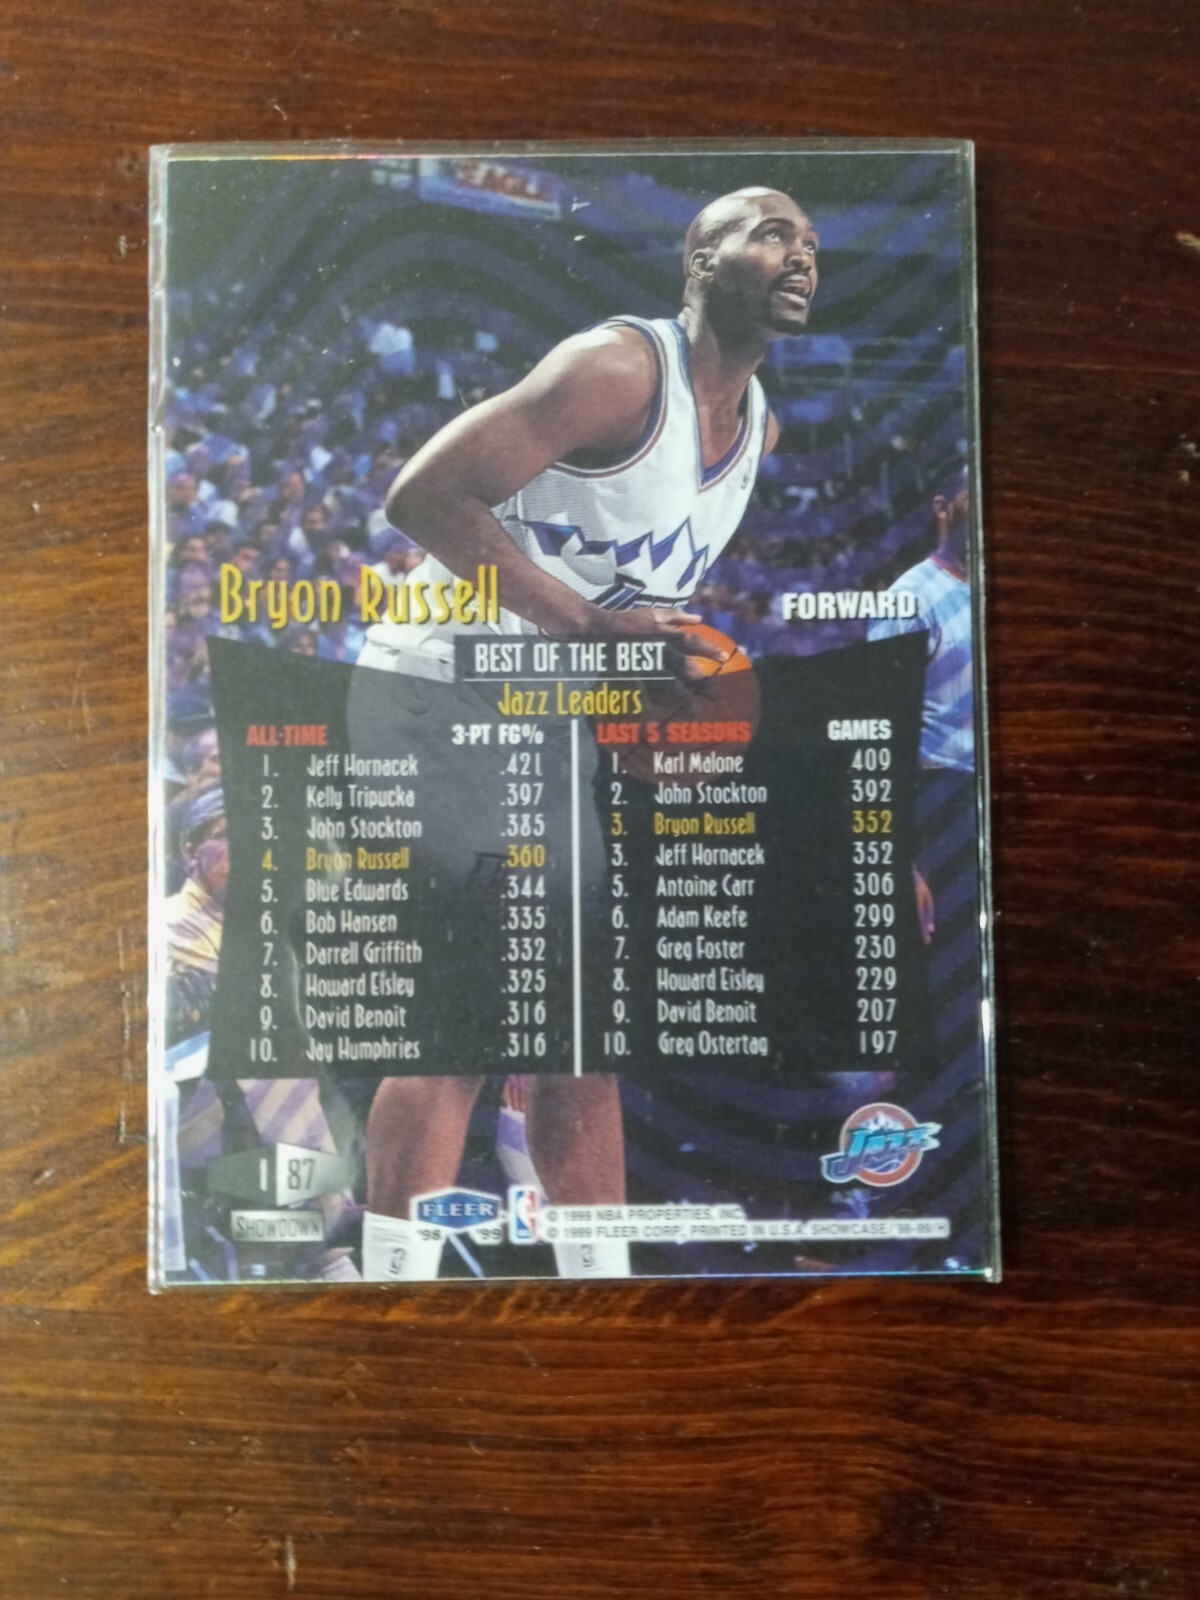 Bryon Russell
FORWARD
BEST OF THE BEST
Jazz Leaders
ALL-TIME 3-PT FG%
1. Jeff Hornacek .421
2. Kelly Tripucka .397
3. John Stockton .385
4. Bryon Russell .360
5. Blue Edwards .344
6. Bob Hansen .335
7. Darrell Griffith .332
8. Howard Eisley .325
9. David Benoit .316
10. Jay Humphries .316
LAST 5 SEASONS GAMES
1. Karl Malone 409
2. John Stockton 392
3. Bryon Russell 352
3. Jeff Hornacek 352
5. Antoine Carr 306
6. Adam Keefe 299
7. Greg Foster 230
8. Howard Eisley 229
9. David Benoit 207
10. Greg Ostertag 197
JAZZ
1 87
SHOWDOWN
FLEER
'98 '99
© 1999 NBA PROPERTIES, INC.
© 1999 FLEER CORP., PRINTED IN U.S.A. SHOWCASE/'98-99/H